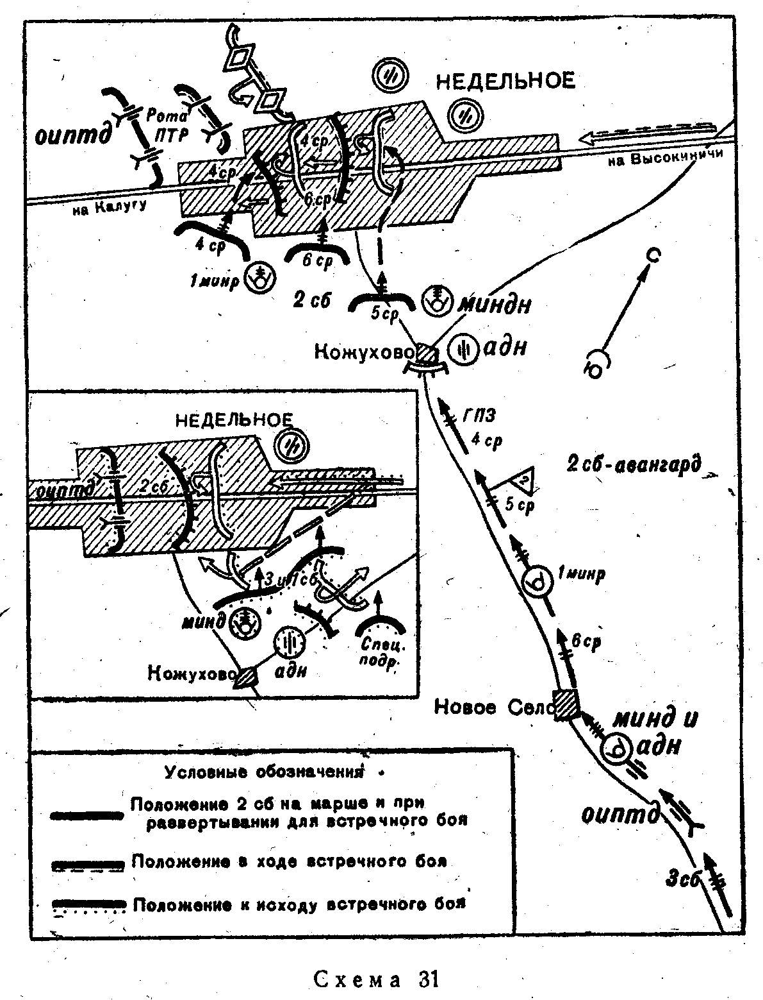 НЕДЕЛЬНОЕ
оиптд
Рота
ПТР
4 ср
4 ср
на Высокиничи
на Калугу
6 ср
4 ср
6 ср
1 минр
2 сб
5 ср
миндн
Кожухово
адн
НЕДЕЛЬНОЕ
ГПЗ
4 ср
2 сб-авангард
оиптд
2 сб
2
5 ср
3 и 1 сб
1 минр
минд
Спец.
подр.
6 ср
Кожухово
адн
Новое Село
минд и
адн
Условные обозначения
Положение 2 сб на марше и при
развертывании для встречного боя
оиптд
Положение в ходе встречного боя
3 сб
Положение к исходу встречного боя
Схема 31